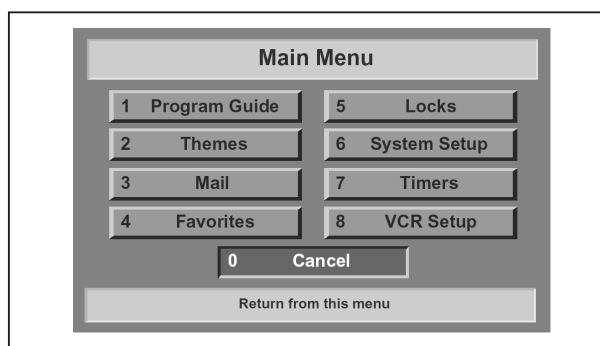 Main Menu
1 Program Guide
2 Themes
3 Mail
4 Favorites
5 Locks
6 System Setup
7 Timers
8 VCR Setup
0 Cancel
Return from this menu